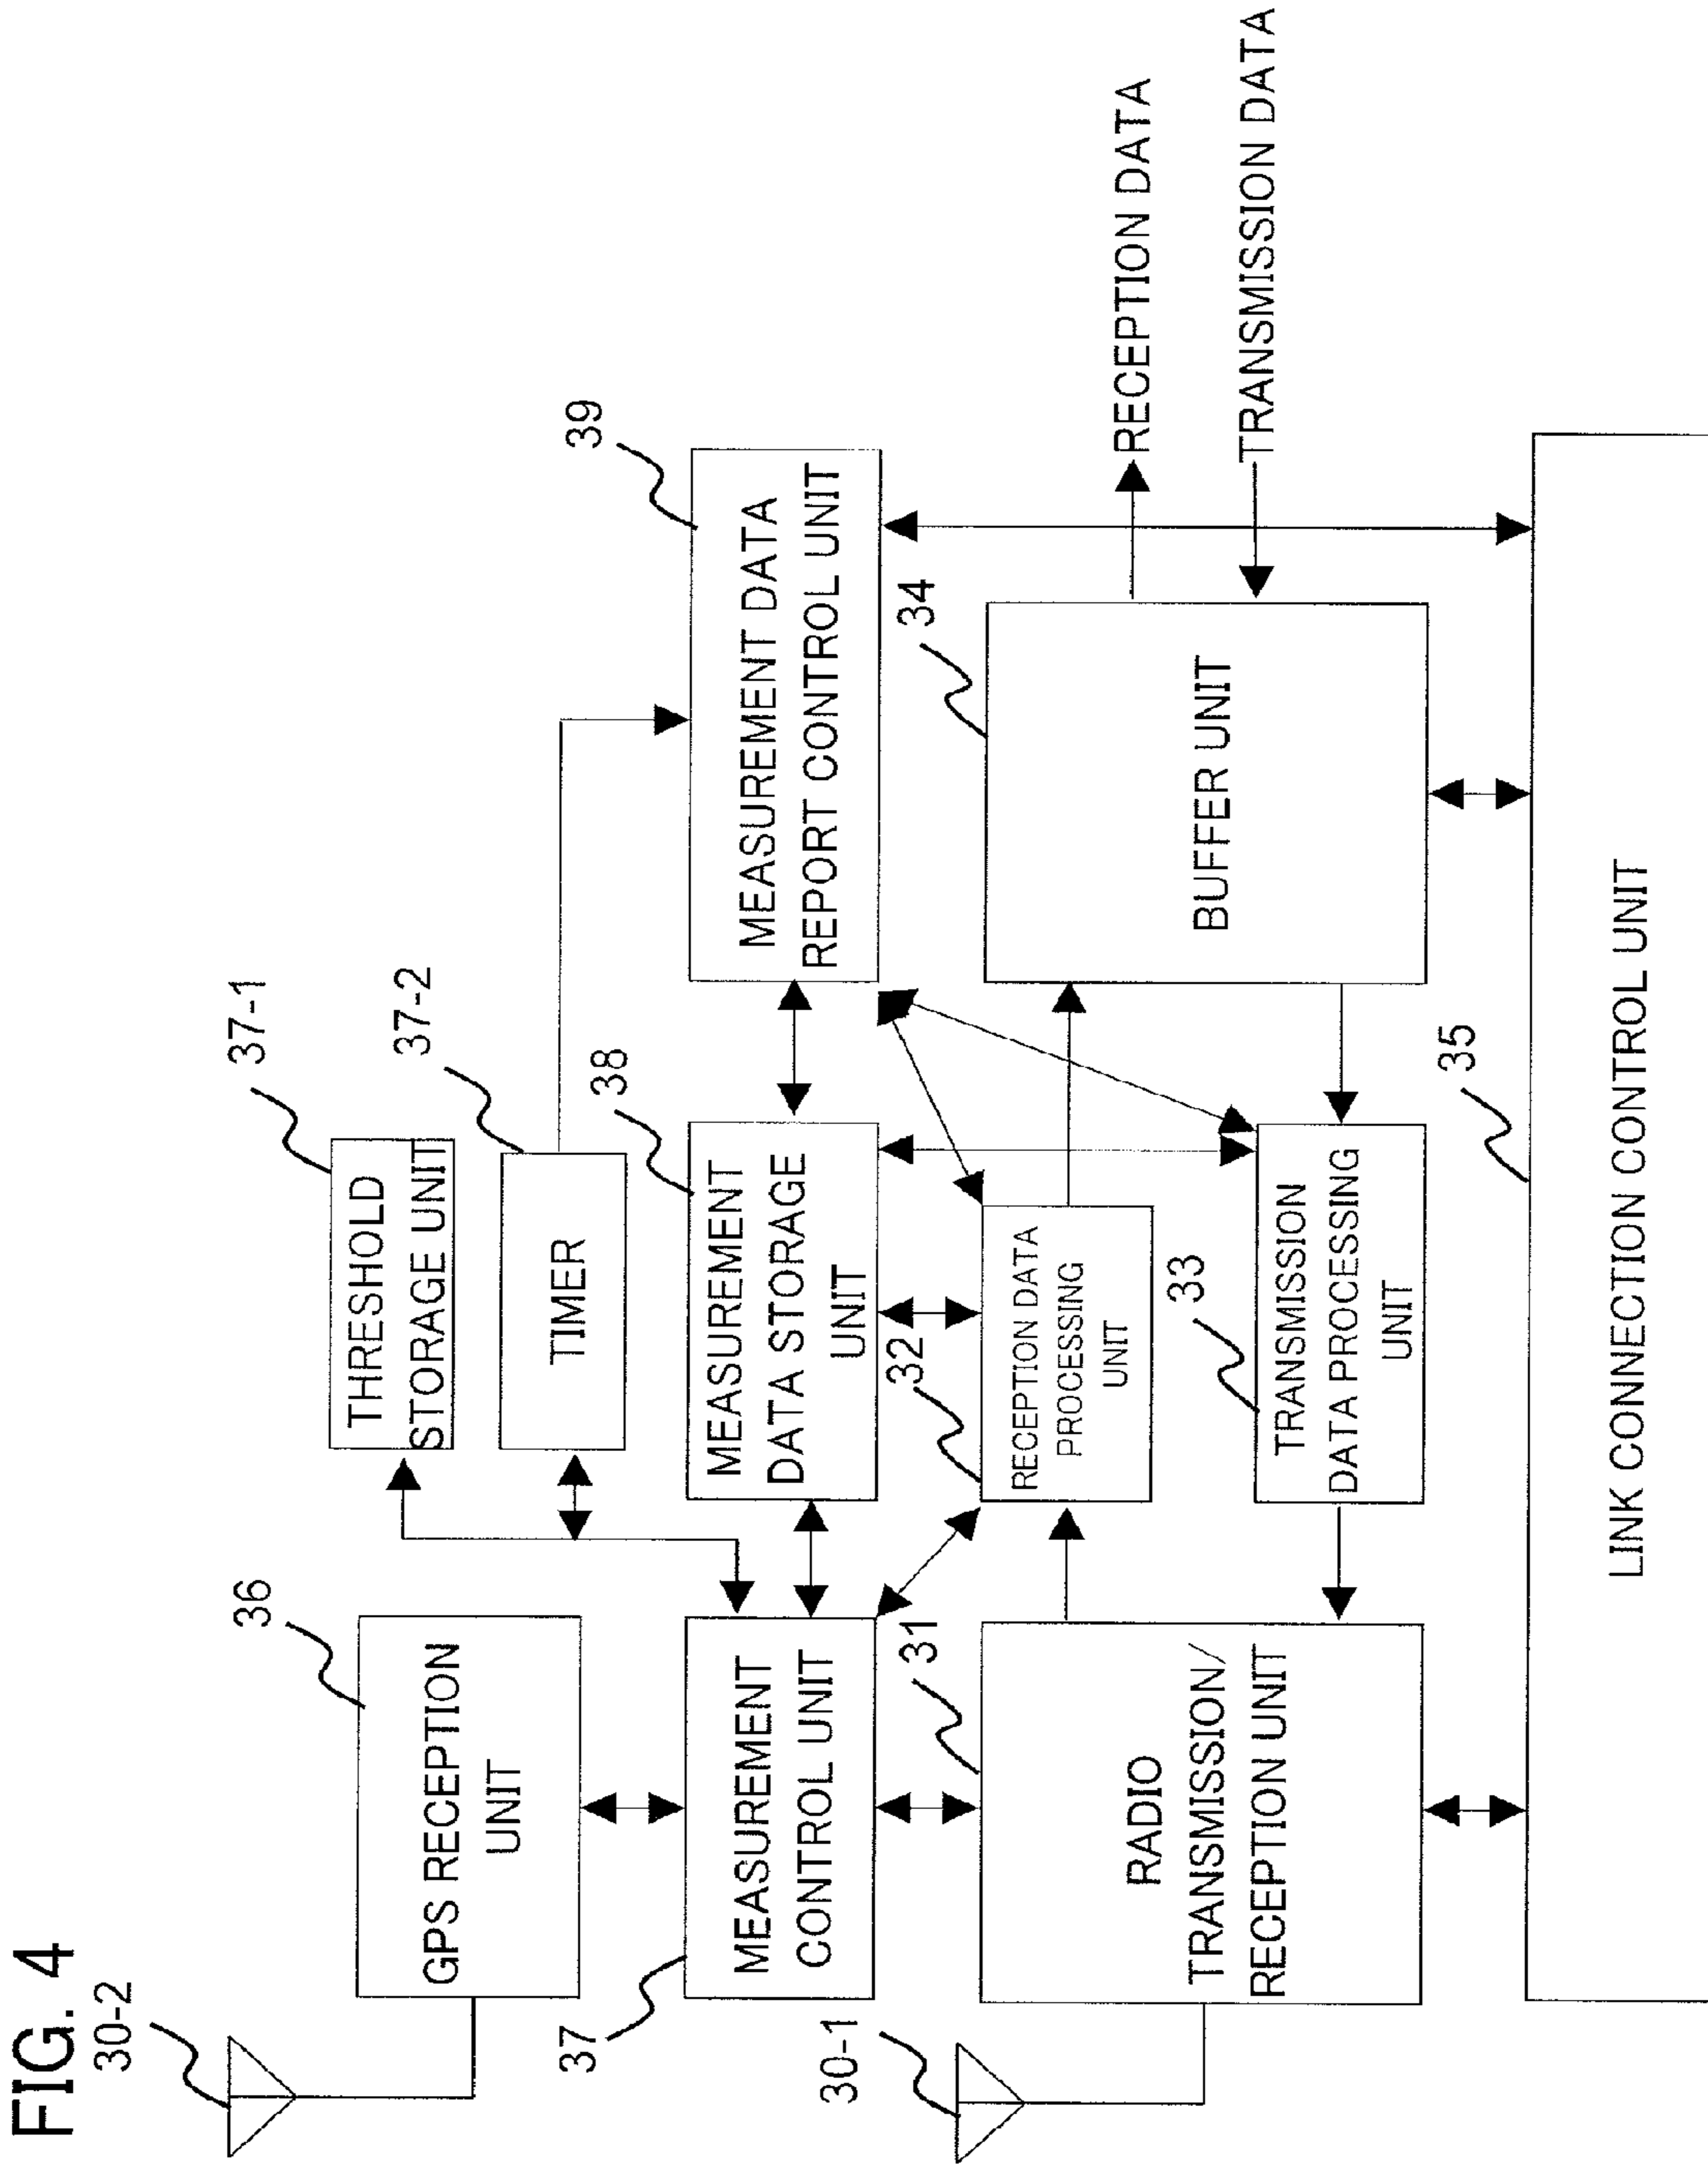 FIG. 4
30-2
36
GPS RECEPTION
UNIT
37-1
THRESHOLD
STORAGE UNIT
37-2
TIMER
37
MEASUREMENT
CONTROL UNIT
38
MEASUREMENT
DATA STORAGE
UNIT
39
MEASUREMENT DATA
REPORT CONTROL UNIT
30-1
31
RADIO
TRANSMISSION/
RECEPTION UNIT
32
RECEPTION DATA
PROCESSING
UNIT
33
TRANSMISSION
DATA PROCESSING
UNIT
34
BUFFER UNIT
RECEPTION DATA
TRANSMISSION DATA
35
LINK CONNECTION CONTROL UNIT